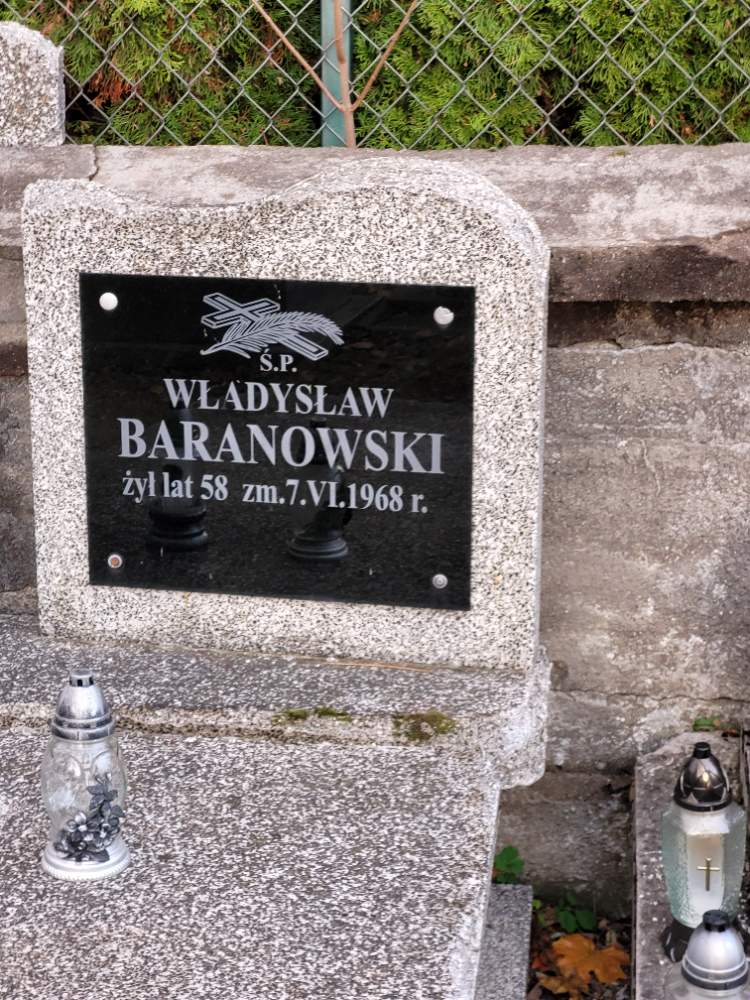 Ś.P.
WŁADYSŁAW
BARANOWSKI
żył lat 58 zm.7.VI.1968 r.